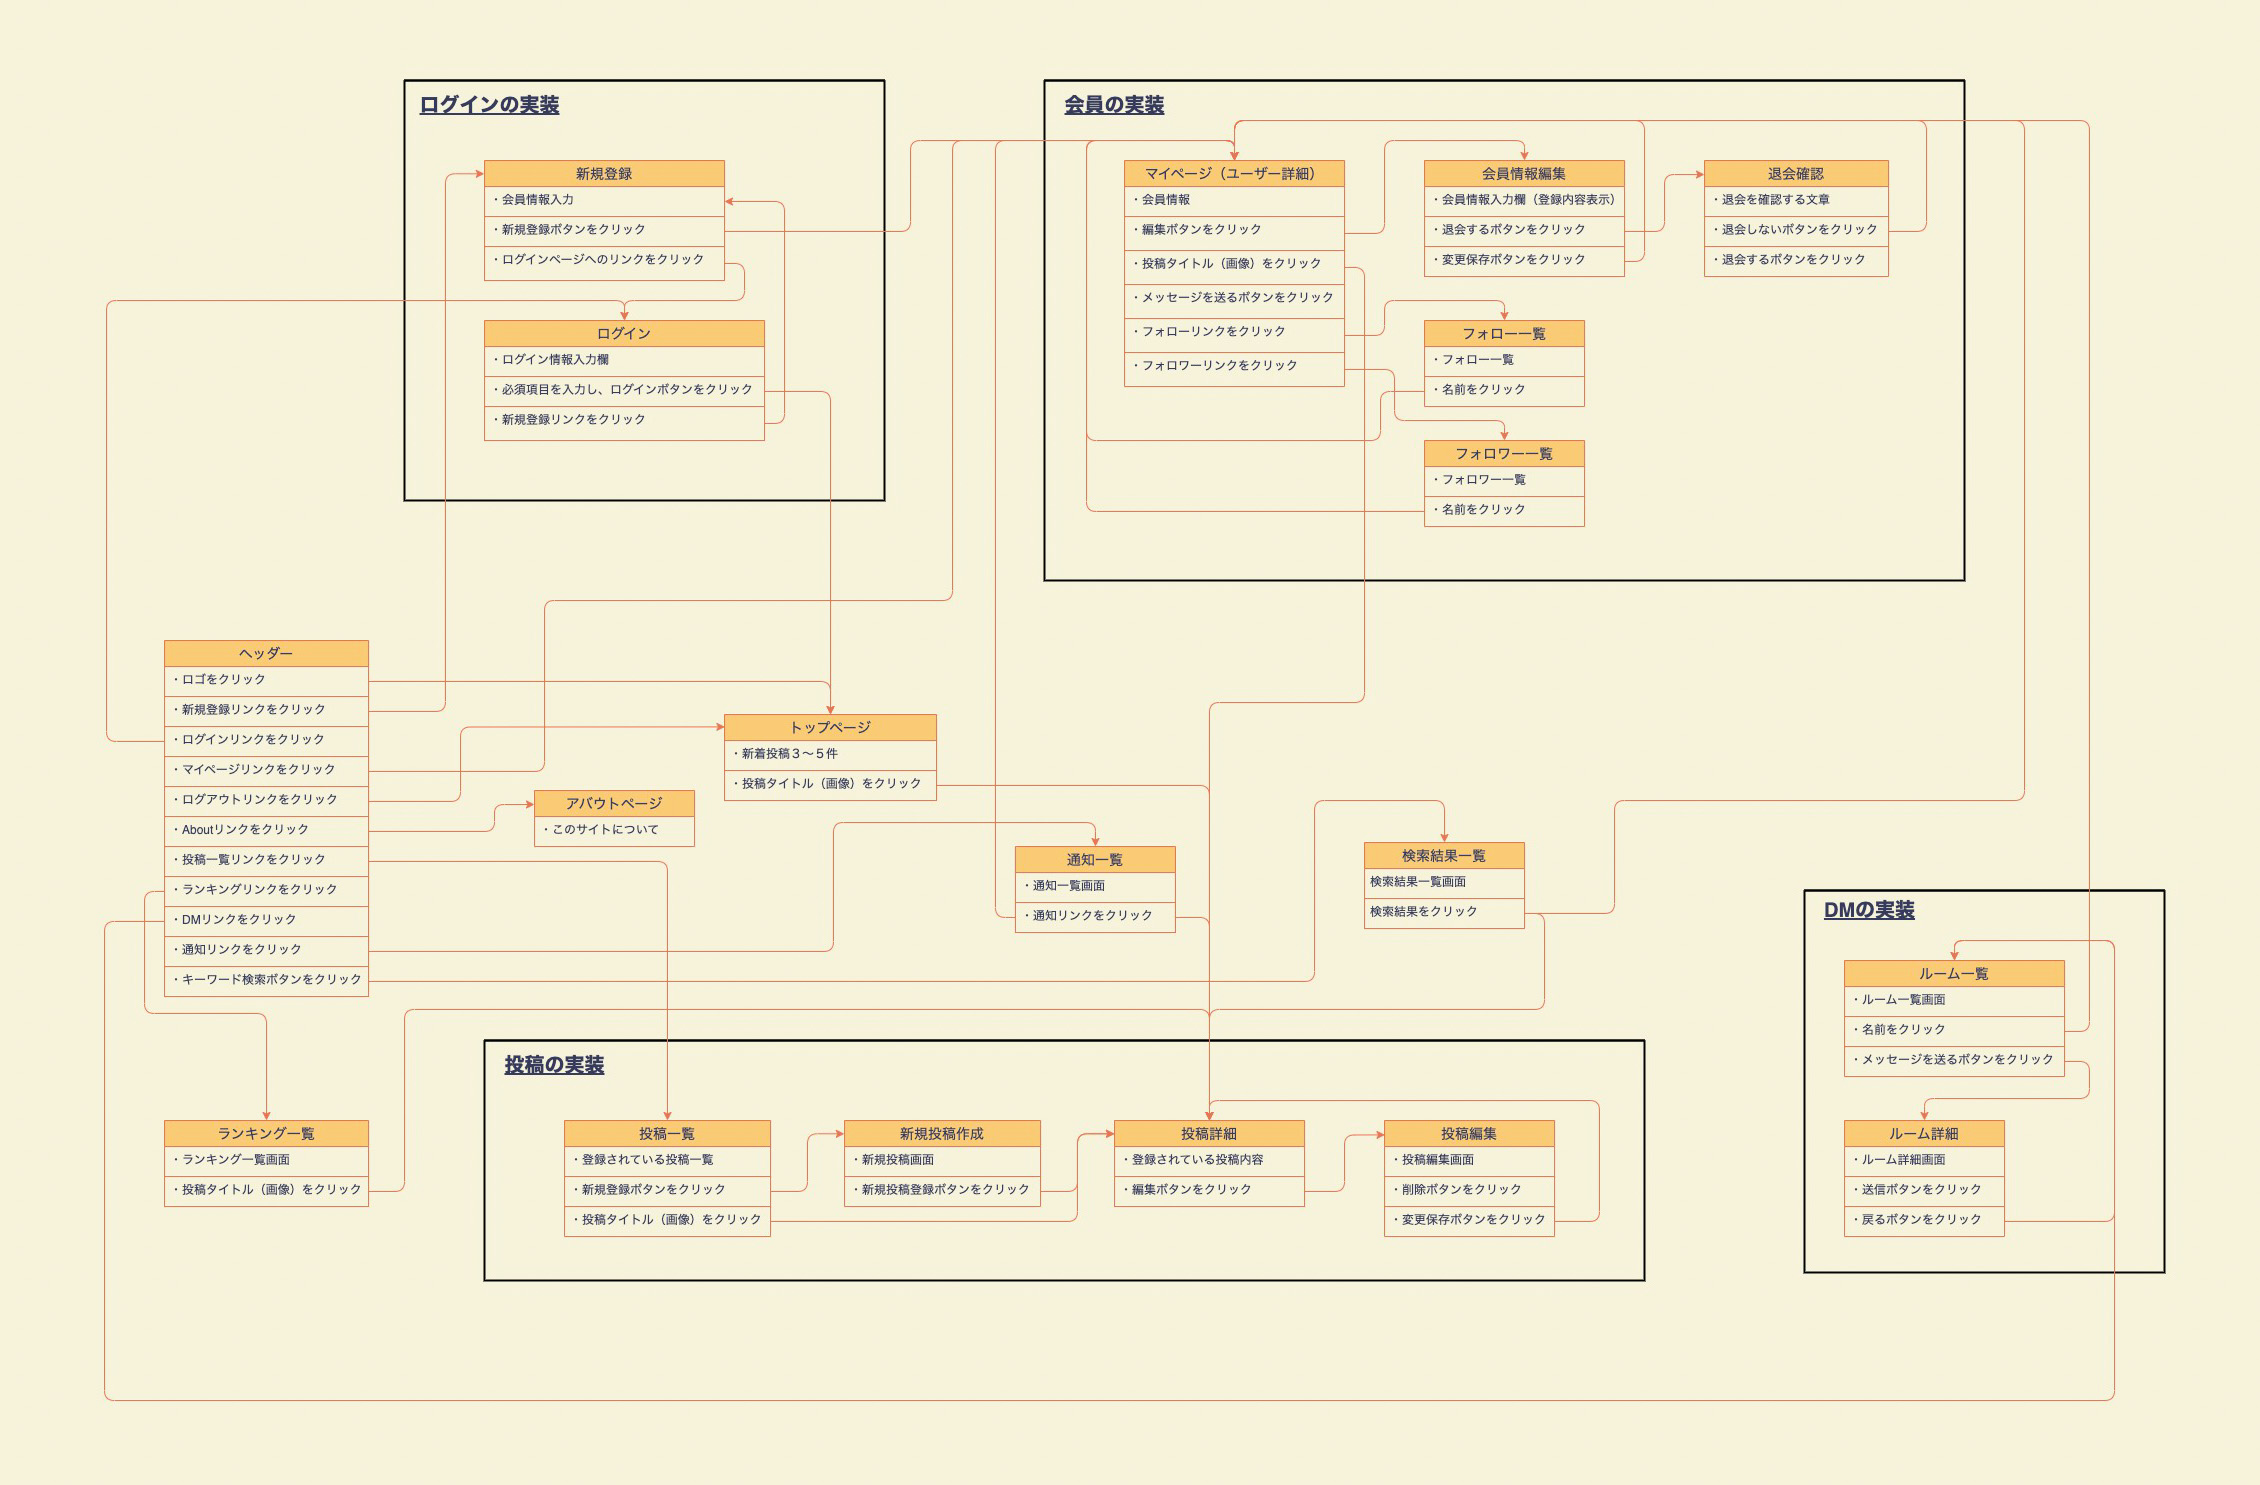 ログインの実装
新規登録
・会員情報入力
・新規登録ボタンをクリック
・ログインページへのリンクをクリック
ログイン
・ログイン情報入力欄
・必須項目を入力し、ログインボタンをクリック
・新規登録リンクをクリック
会員の実装
マイページ（ユーザー詳細）
・会員情報
・編集ボタンをクリック
・投稿タイトル（画像）をクリック
・メッセージを送るボタンをクリック
・フォローリンクをクリック
・フォロワーリンクをクリック
会員情報編集
・会員情報入力欄（登録内容表示）
・退会するボタンをクリック
・変更保存ボタンをクリック
退会確認
・退会を確認する文章
・退会しないボタンをクリック
・退会するボタンをクリック
フォロー一覧
・フォロー一覧
・名前をクリック
フォロワー一覧
・フォロワー一覧
・名前をクリック
ヘッダー
・ロゴをクリック
・新規登録リンクをクリック
・ログインリンクをクリック
・マイページリンクをクリック
・ログアウトリンクをクリック
・Aboutリンクをクリック
・投稿一覧リンクをクリック
・ランキングリンクをクリック
・DMリンクをクリック
・通知リンクをクリック
・キーワード検索ボタンをクリック
トップページ
・新着投稿３〜５件
・投稿タイトル（画像）をクリック
アバウトページ
・このサイトについて
通知一覧
・通知一覧画面
・通知リンクをクリック
検索結果一覧
検索結果一覧画面
検索結果をクリック
DMの実装
ルーム一覧
・ルーム一覧画面
・名前をクリック
・メッセージを送るボタンをクリック
ルーム詳細
・ルーム詳細画面
・送信ボタンをクリック
・戻るボタンをクリック
ランキング一覧
・ランキング一覧画面
・投稿タイトル（画像）をクリック
投稿の実装
投稿一覧
・登録されている投稿一覧
・新規登録ボタンをクリック
・投稿タイトル（画像）をクリック
新規投稿作成
・新規投稿画面
・新規投稿登録ボタンをクリック
投稿詳細
・登録されている投稿内容
・編集ボタンをクリック
投稿編集
・投稿編集画面
・削除ボタンをクリック
・変更保存ボタンをクリック